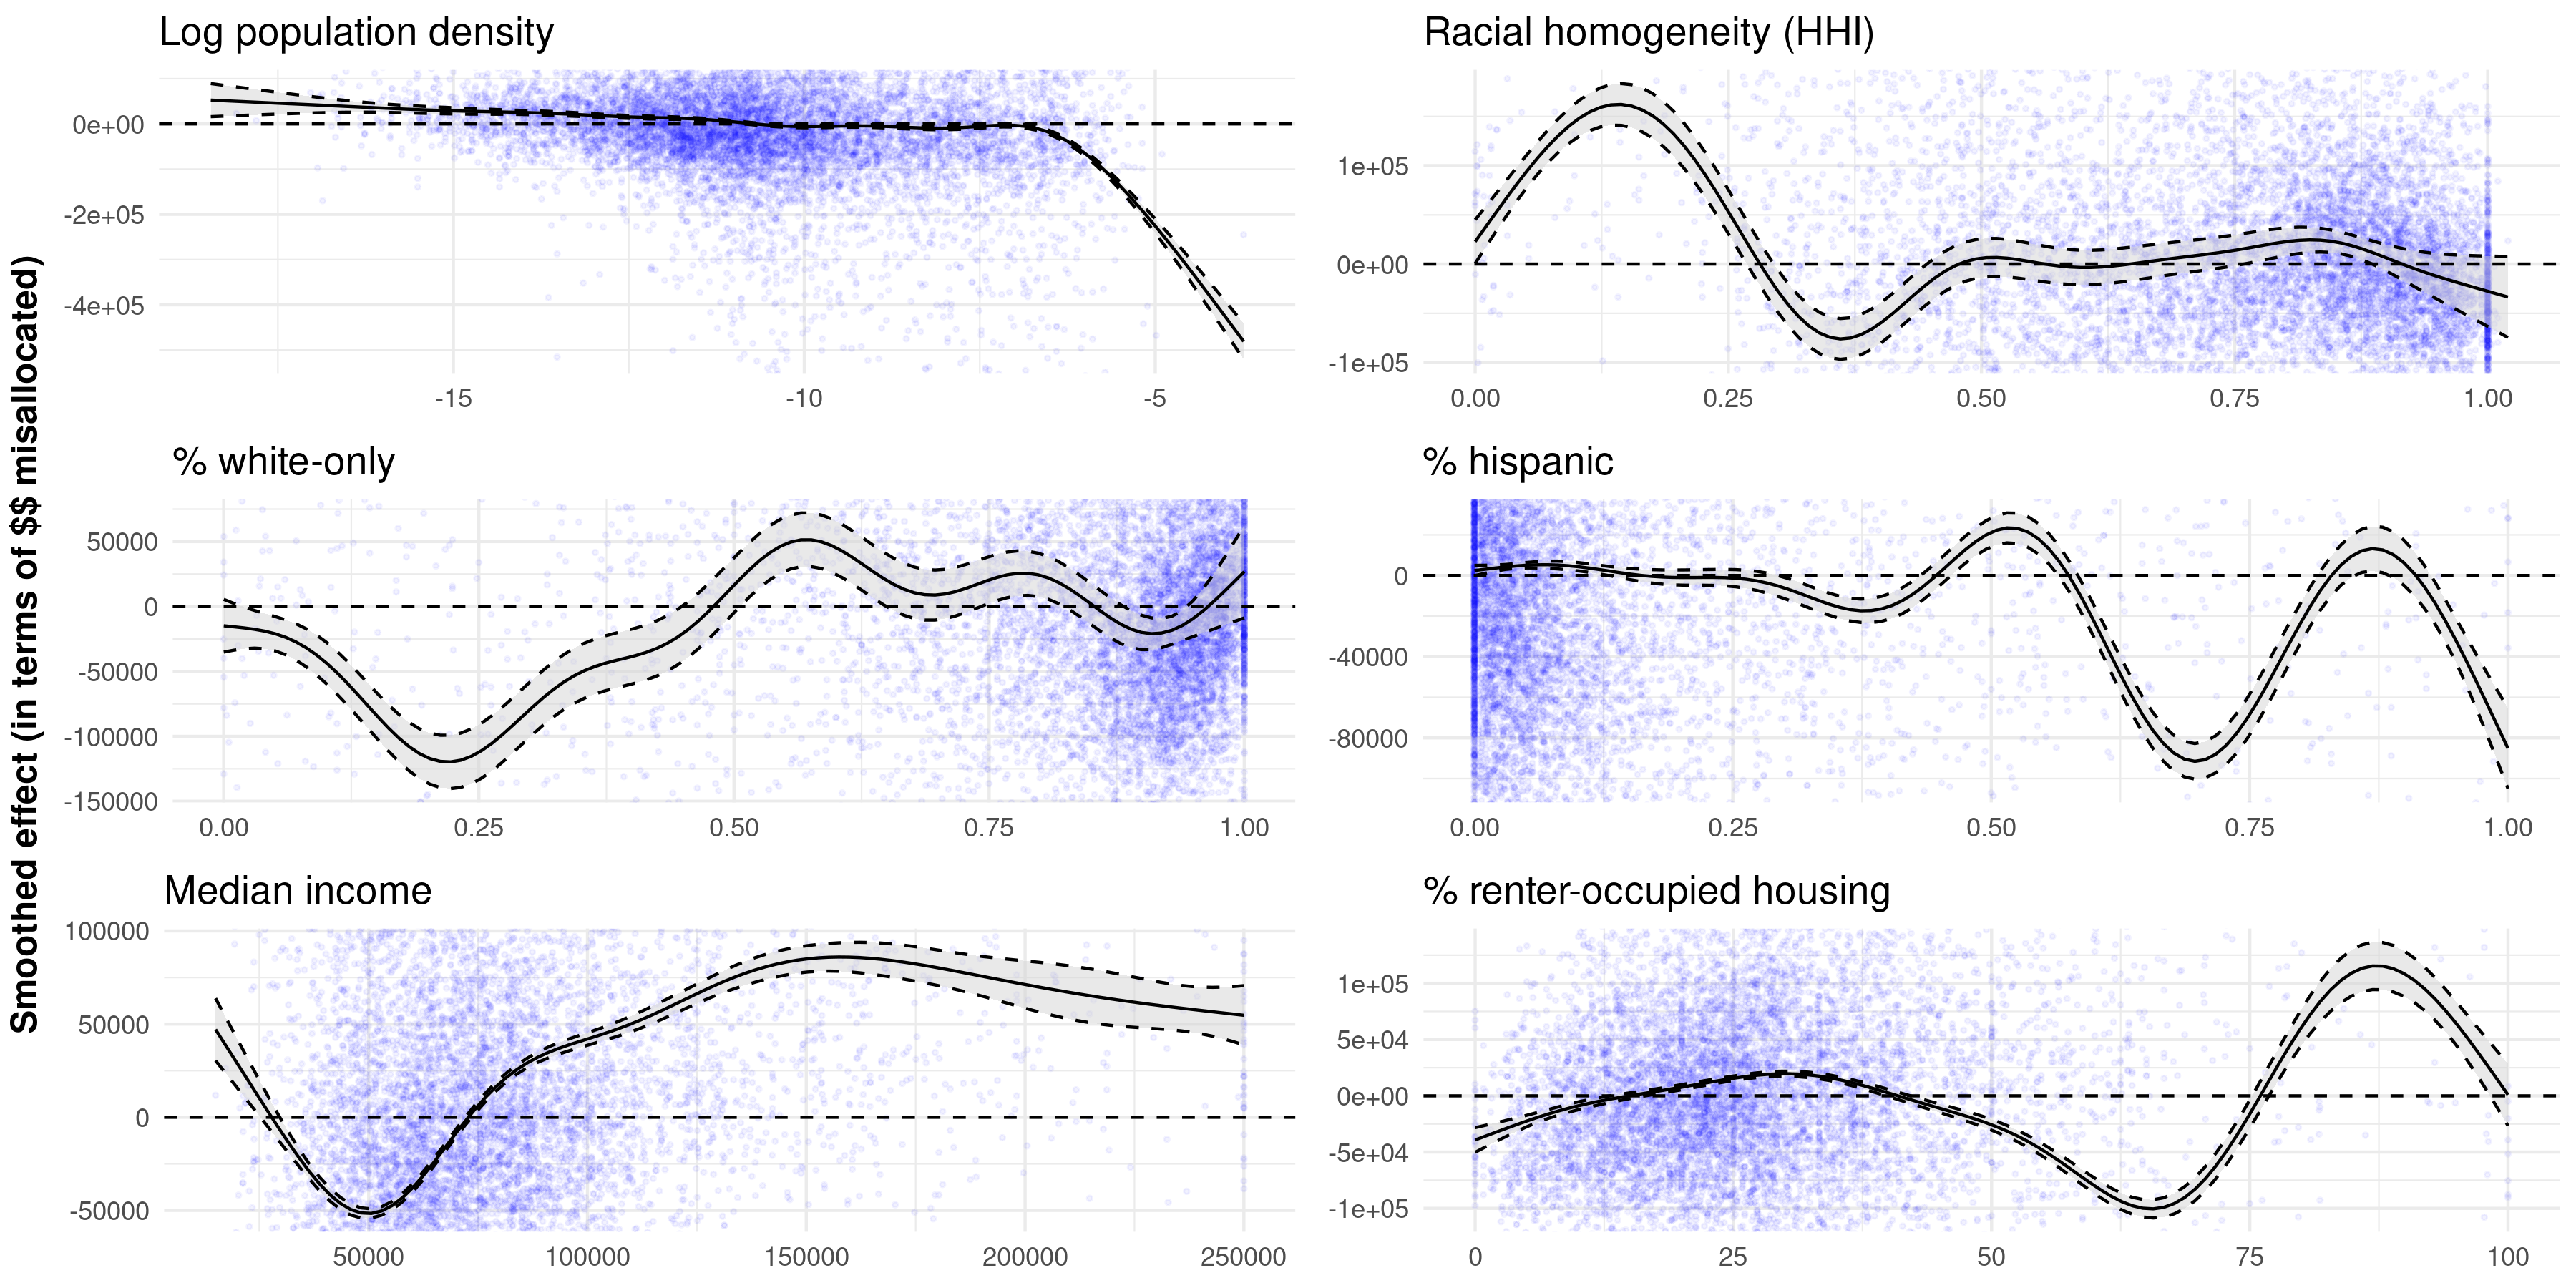 Smoothed effect (in terms of $$ misallocated)
Log population density
0e+00
-2e+05
-4e+05
-15 -10 -5
Racial homogeneity (HHI)
1e+05
0e+00
-1e+05
0.00 0.25 0.50 0.75 1.00
% white-only
50000
0
-50000
-100000
-150000
0.00 0.25 0.50 0.75 1.00
% hispanic
0
-40000
-80000
0.00 0.25 0.50 0.75 1.00
Median income
100000
50000
0
-50000
50000 100000 150000 200000 250000
% renter-occupied housing
1e+05
5e+04
0e+00
-5e+04
-1e+05
0 25 50 75 100